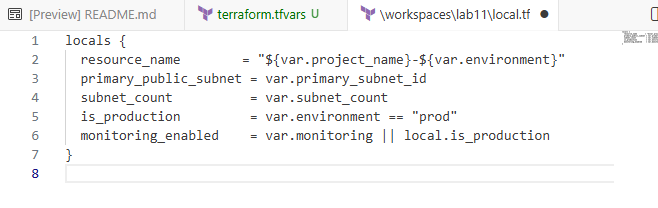 [Preview] README.md
terraform.tfvars U
\workspaces\lab11\local.tf
1 locals {
2   resource_name        = "${var.project_name}-${var.environment}"
3   primary_public_subnet = var.primary_subnet_id
4   subnet_count          = var.subnet_count
5   is_production         = var.environment == "prod"
6   monitoring_enabled    = var.monitoring || local.is_production
7 }
8